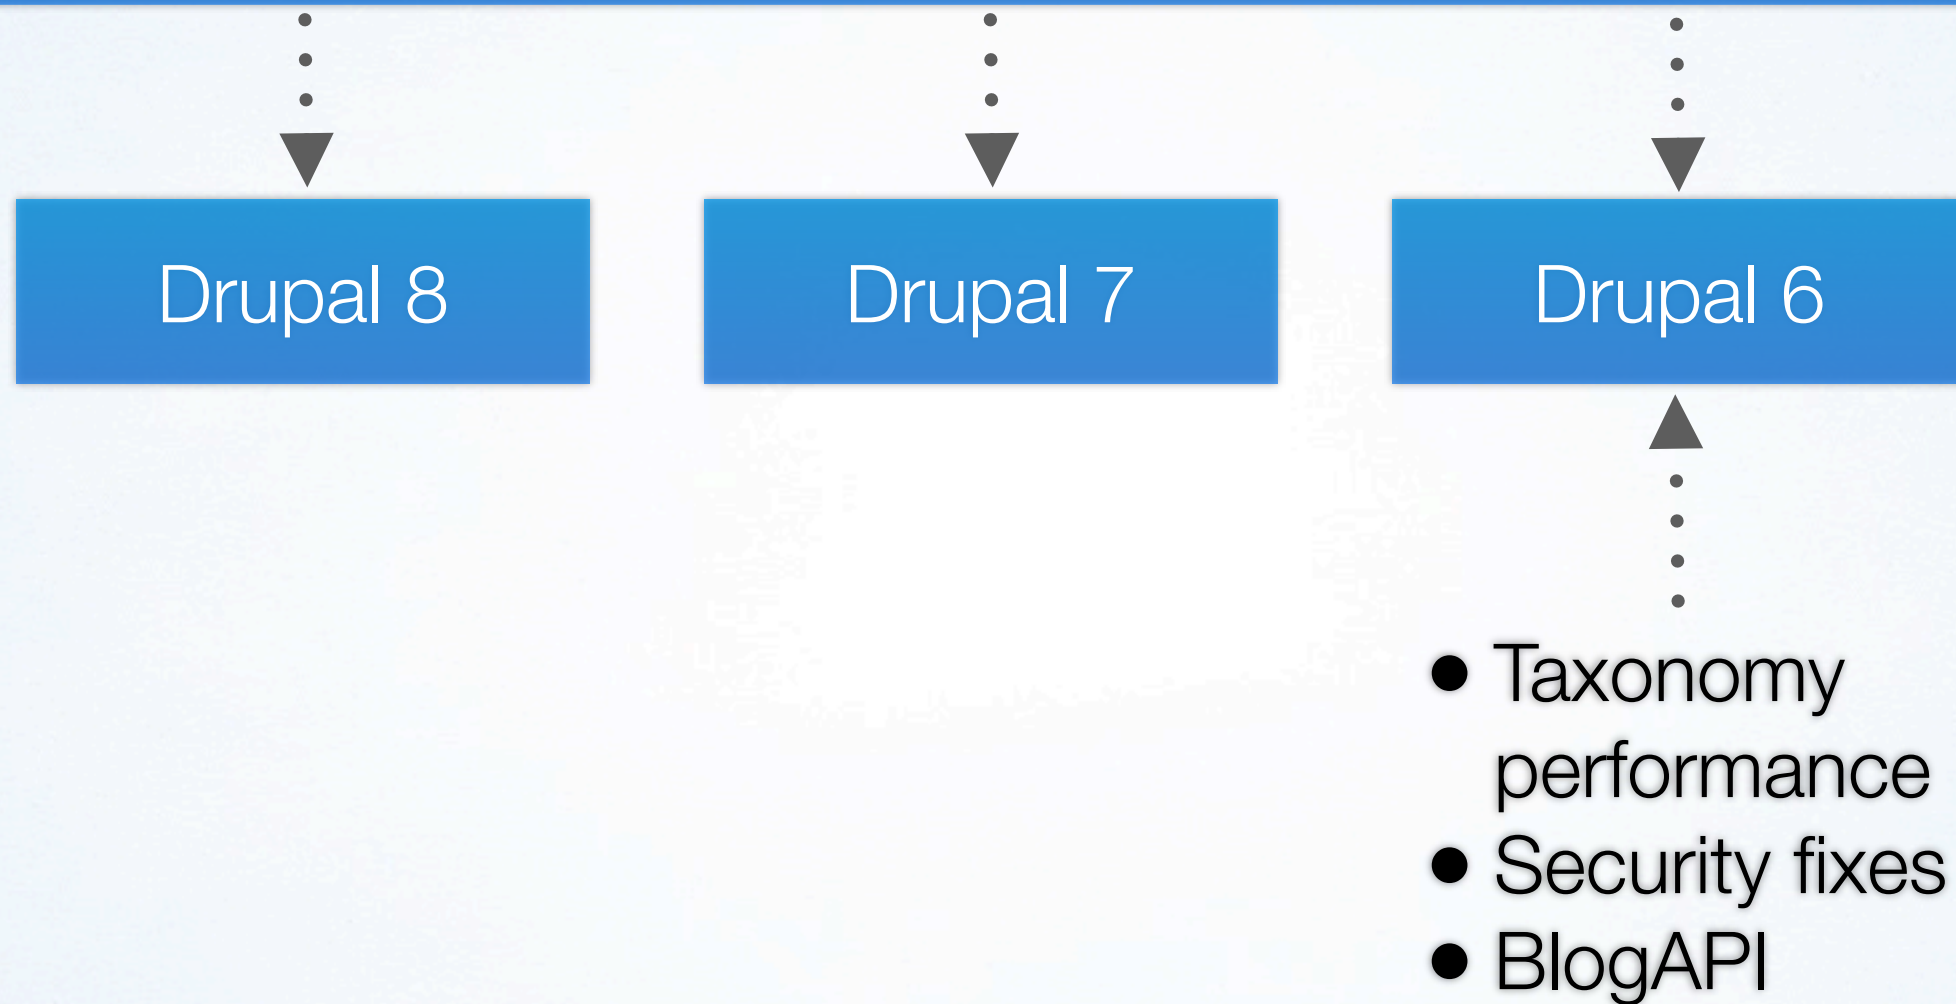 Drupal 8
Drupal 7
Drupal 6
• Taxonomy
performance
• Security fixes
• BlogAPI